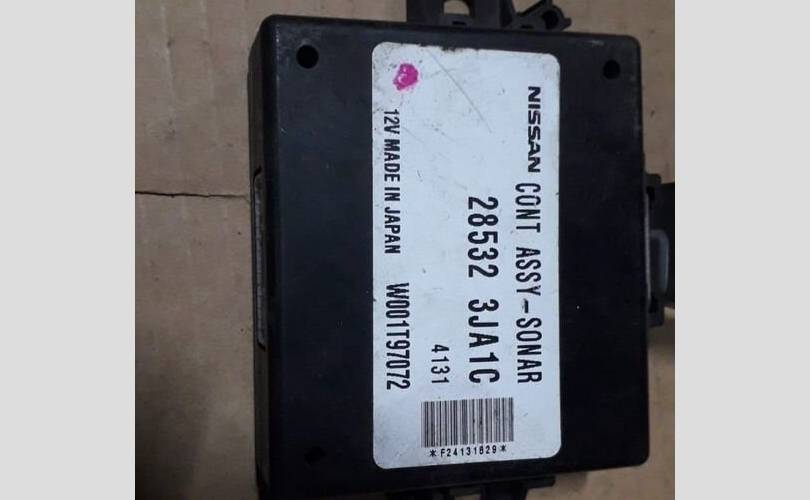 NISSAN CONT ASSY-SONAR
28532 3JA1C
4131
12V MADE IN JAPAN W001T97072
*F24131829*